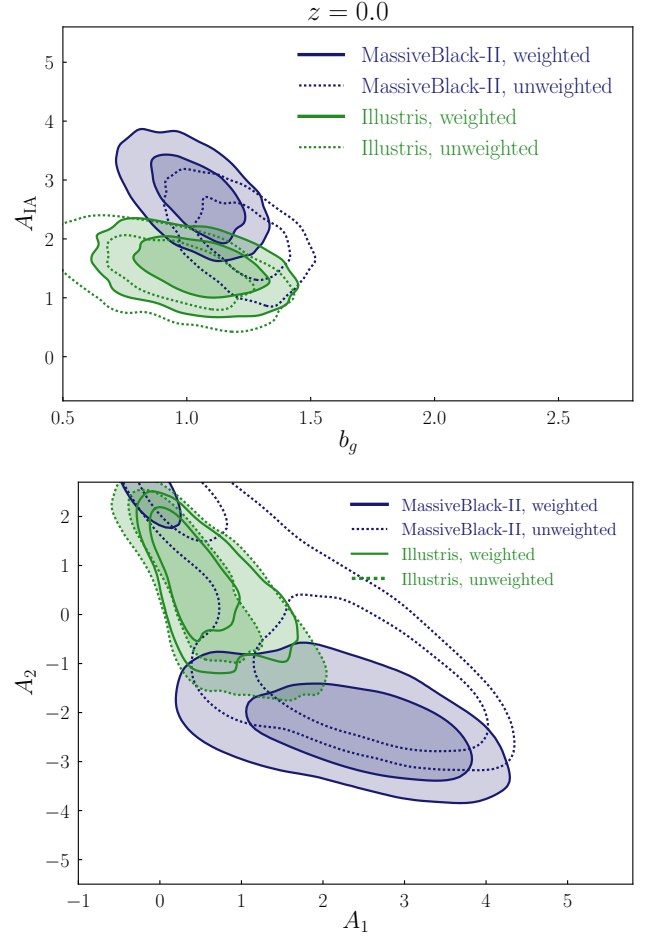 z = 0.0
MassiveBlack-II, weighted
MassiveBlack-II, unweighted
Illustris, weighted
Illustris, unweighted
5
4
3
2
1
0
A_IA
0.5 1.0 1.5 2.0 2.5
b_g
MassiveBlack-II, weighted
MassiveBlack-II, unweighted
Illustris, weighted
Illustris, unweighted
2
1
0
−1
−2
−3
−4
−5
A_2
−1 0 1 2 3 4 5
A_1